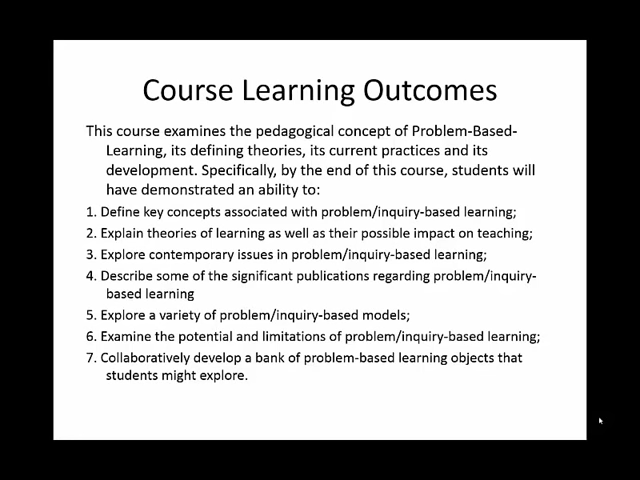 Course Learning Outcomes
This course examines the pedagogical concept of Problem-Based-
Learning, its defining theories, its current practices and its
development. Specifically, by the end of this course, students will
have demonstrated an ability to:
1. Define key concepts associated with problem/inquiry-based learning;
2. Explain theories of learning as well as their possible impact on teaching;
3. Explore contemporary issues in problem/inquiry-based learning;
4. Describe some of the significant publications regarding problem/inquiry-
based learning
5. Explore a variety of problem/inquiry-based models;
6. Examine the potential and limitations of problem/inquiry-based learning;
7. Collaboratively develop a bank of problem-based learning objects that
students might explore.